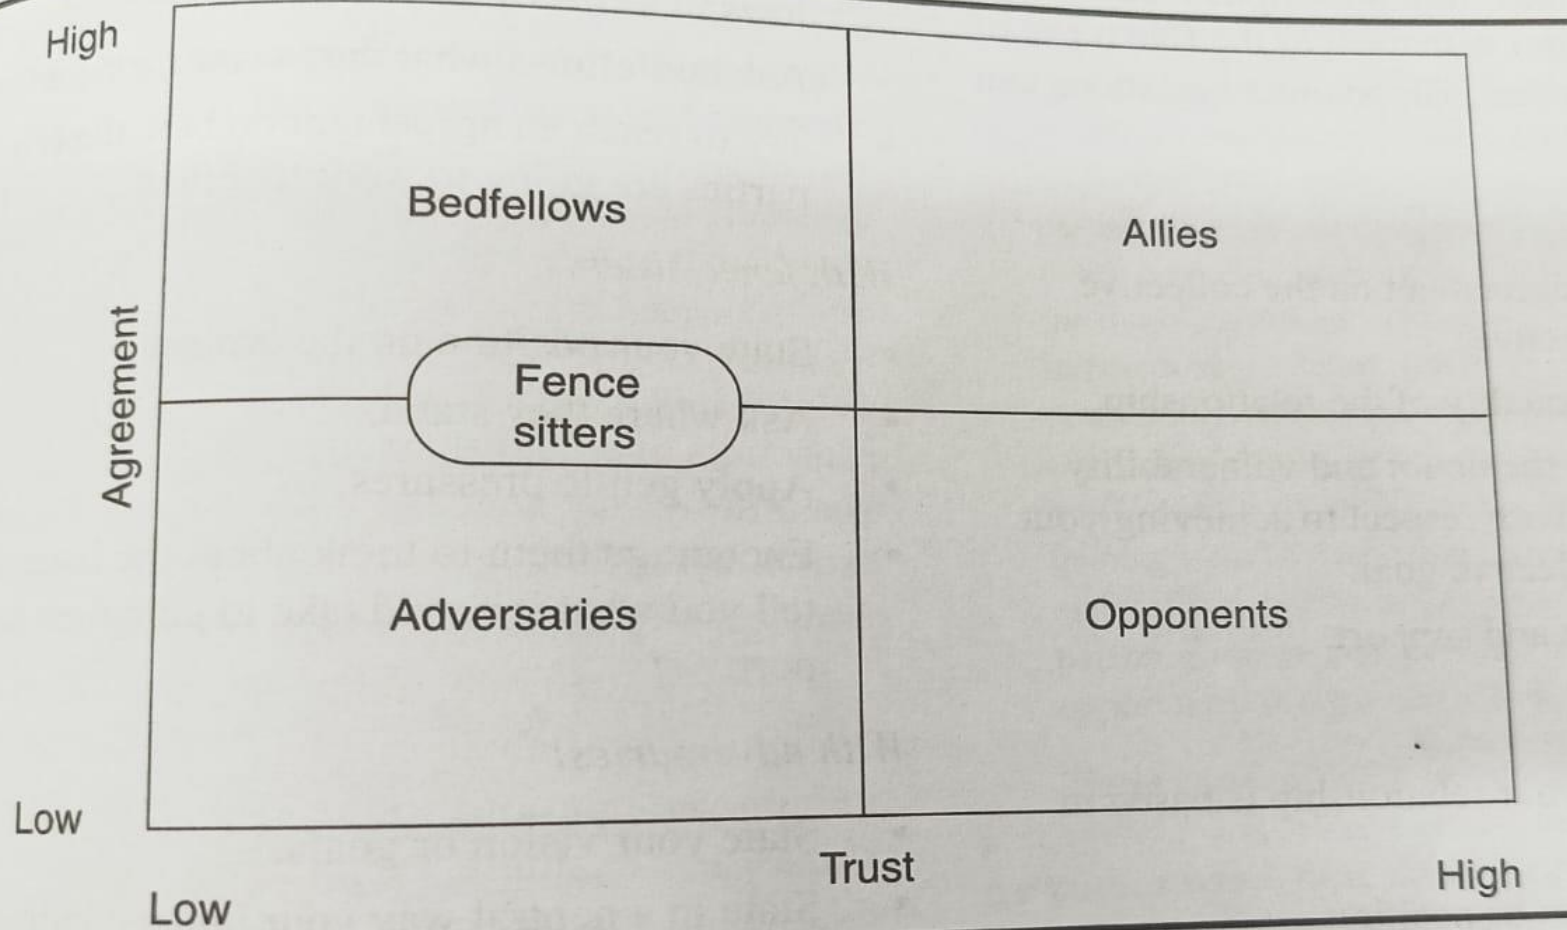 High
Bedfellows
Allies
Agreement
Fence
sitters
Adversaries
Opponents
Low
Trust
High
Low